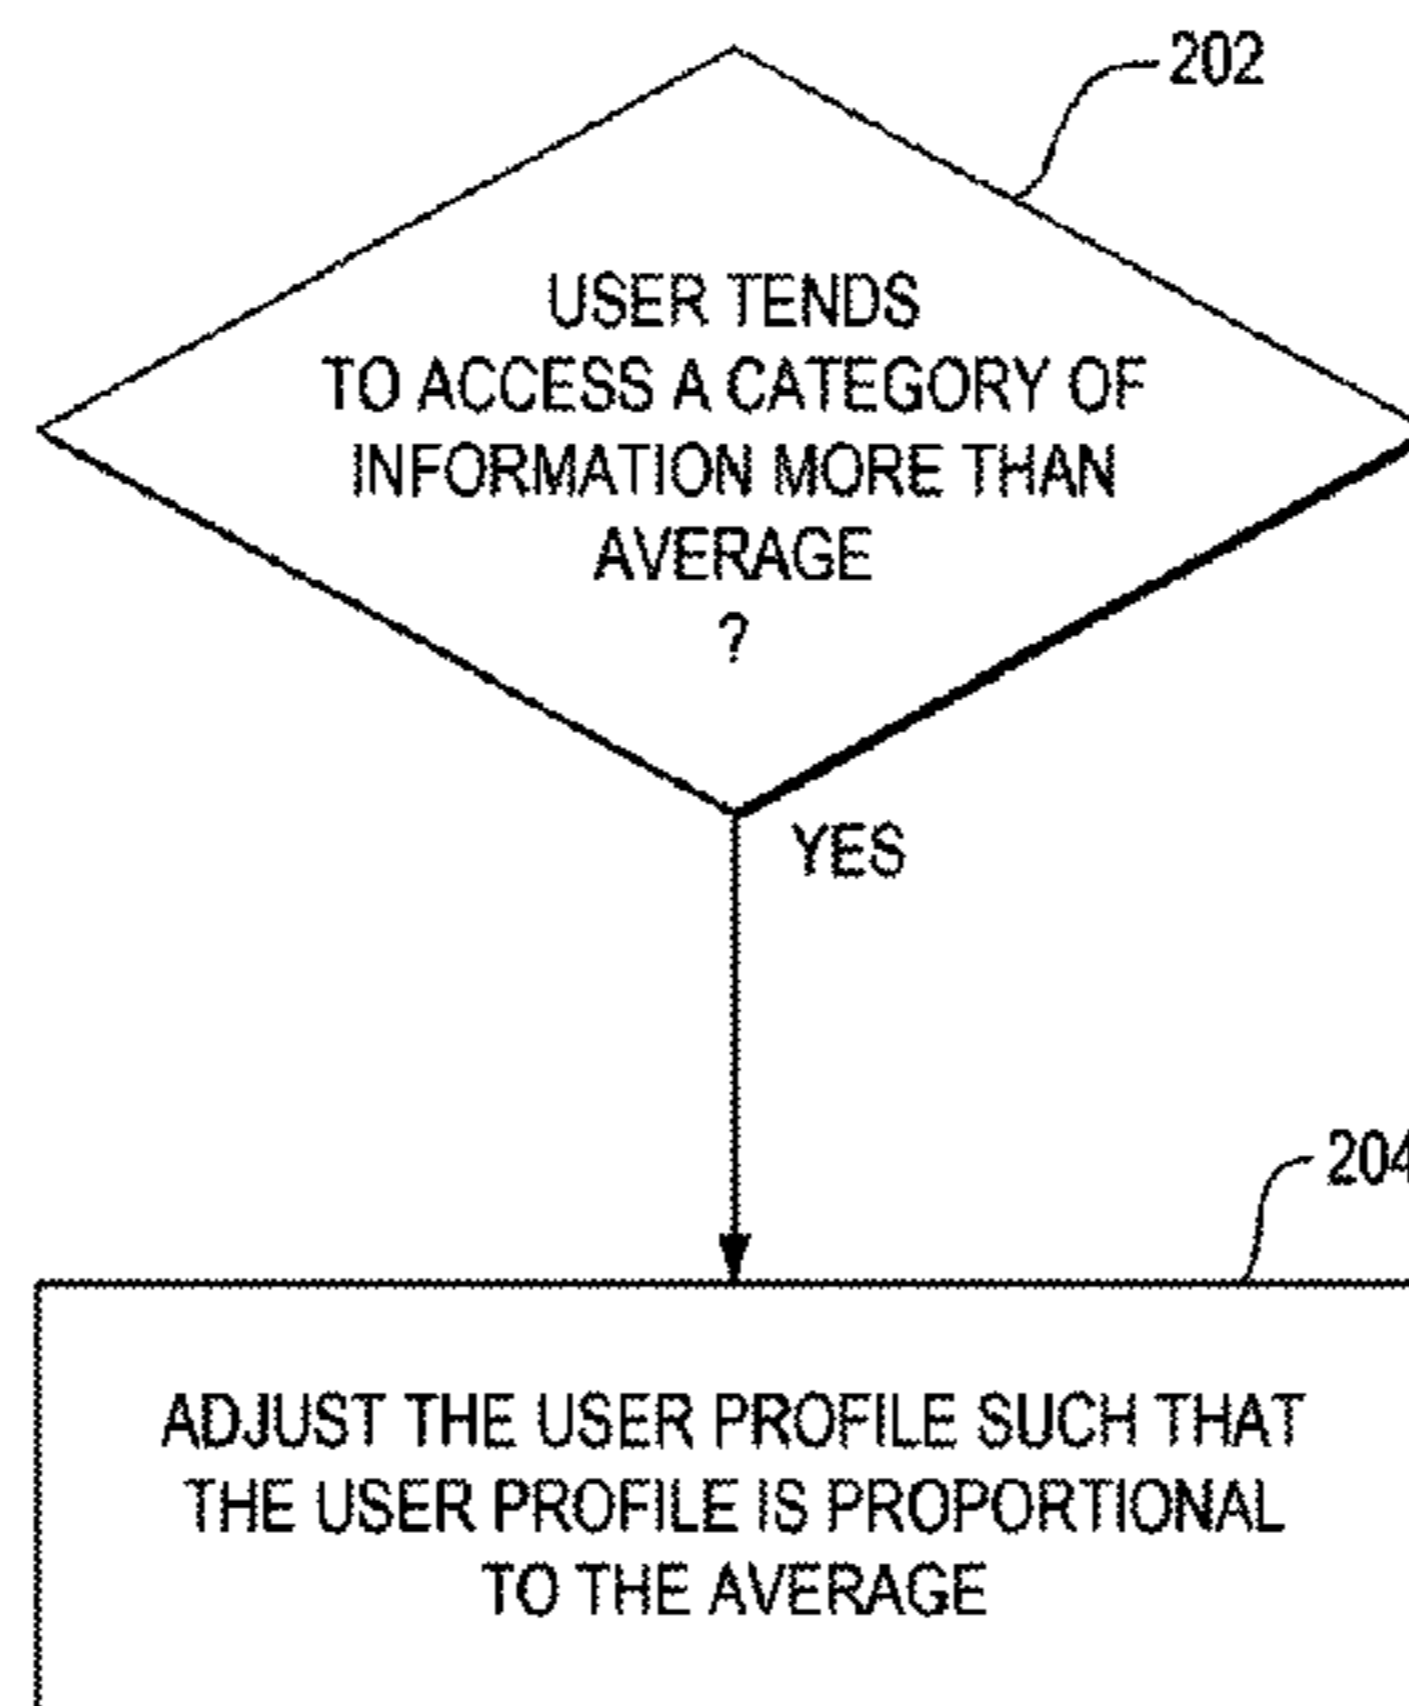 202
USER TENDS
TO ACCESS A CATEGORY OF
INFORMATION MORE THAN
AVERAGE
?
YES
204
ADJUST THE USER PROFILE SUCH THAT
THE USER PROFILE IS PROPORTIONAL
TO THE AVERAGE